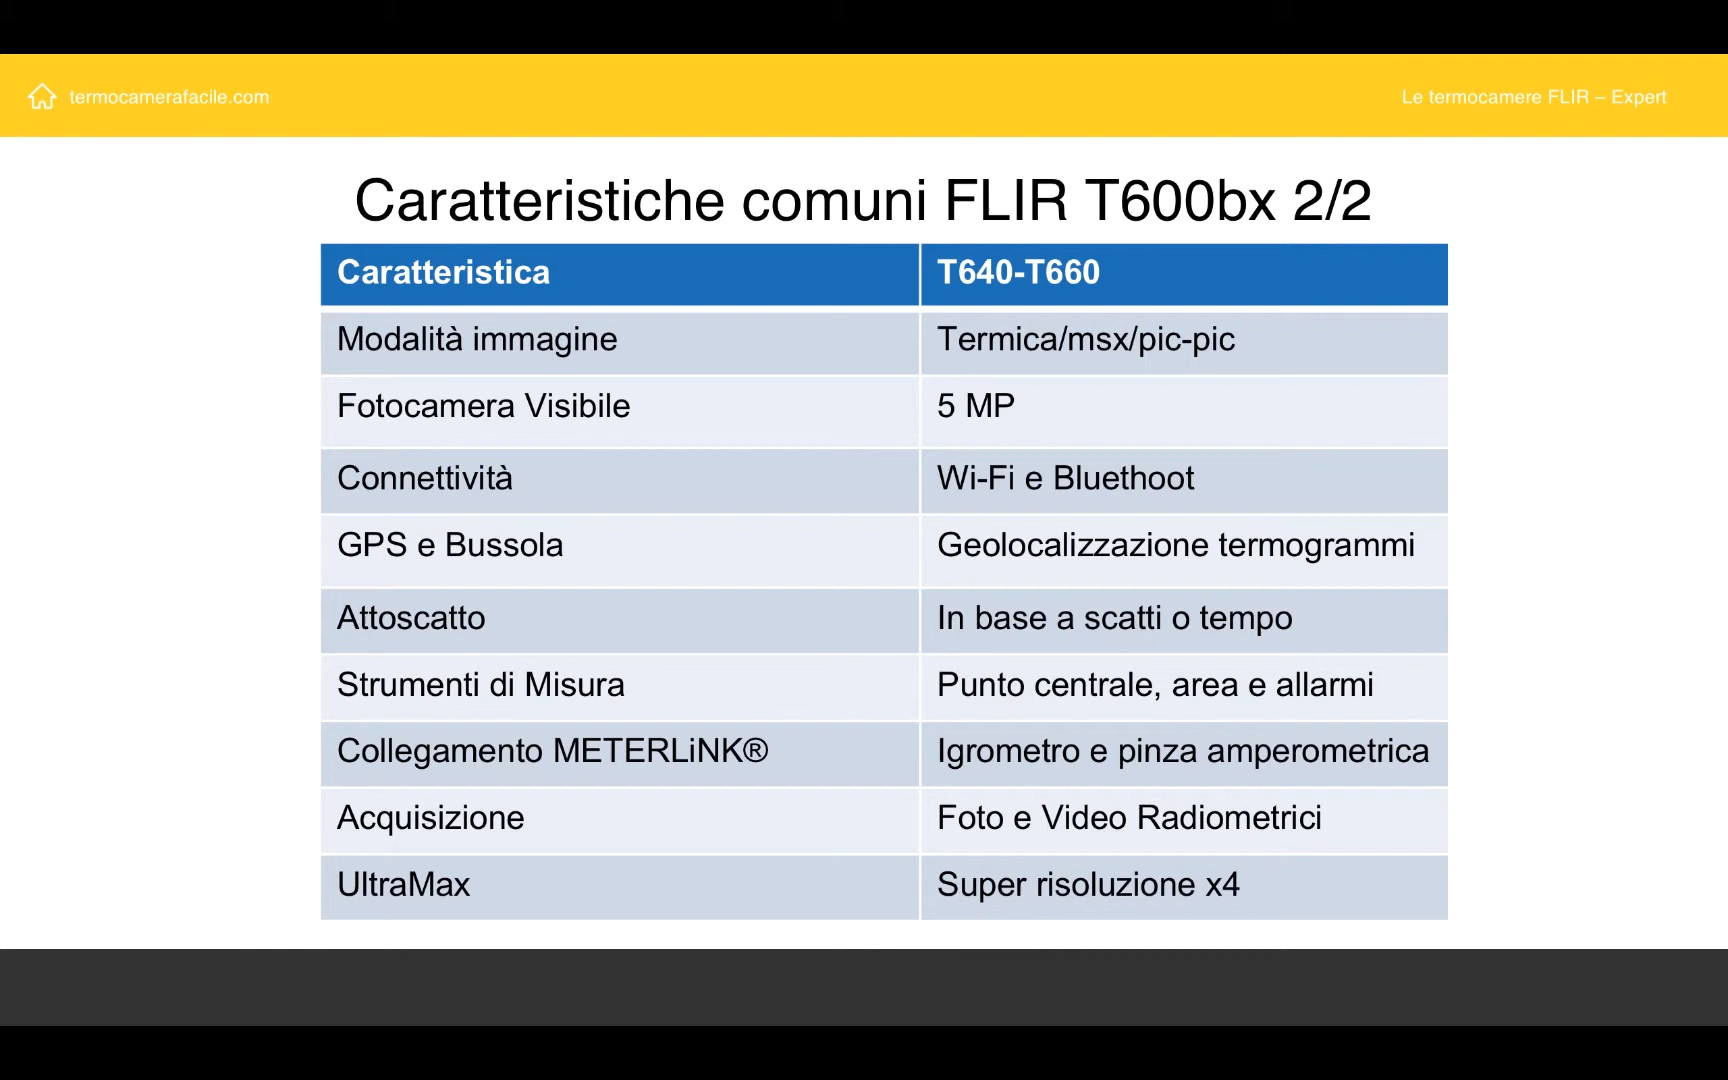 termocamerafacile.com
Le termocamere FLIR – Expert
Caratteristiche comuni FLIR T600bx 2/2
Caratteristica T640-T660
Modalità immagine Termica/msx/pic-pic
Fotocamera Visibile 5 MP
Connettività Wi-Fi e Bluethoot
GPS e Bussola Geolocalizzazione termogrammi
Attoscatto In base a scatti o tempo
Strumenti di Misura Punto centrale, area e allarmi
Collegamento METERLiNK® Igrometro e pinza amperometrica
Acquisizione Foto e Video Radiometrici
UltraMax Super risoluzione x4